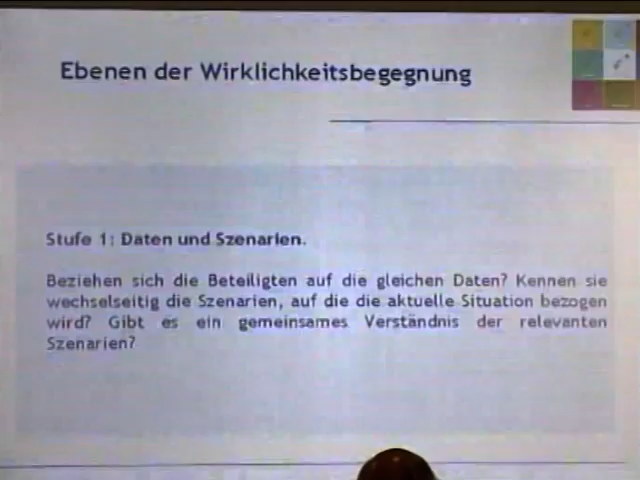 Ebenen der Wirklichkeitsbegegnung
Stufe 1: Daten und Szenarien.
Beziehen sich die Beteiligten auf die gleichen Daten? Kennen sie
wechselseitig die Szenarien, auf die die aktuelle Situation bezogen
wird? Gibt es ein gemeinsames Verständnis der relevanten
Szenarien?